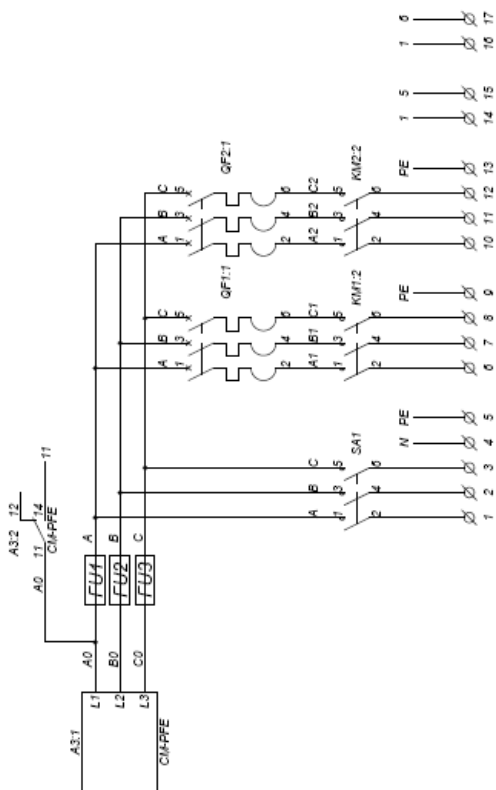 A3:1
L1
L2
L3
CM-PFE
A0
B0
C0
A3:2
12
11
14
A0
CM-PFE
11
FU1
FU2
FU3
A
B
C
A
B
C
1
3
5
SA1
2
4
6
N
PE
A
B
C
1
3
5
QF1:1
2
4
6
A1
B1
C1
1
3
5
KM1:2
2
4
6
PE
A
B
C
1
3
5
QF2:1
2
4
6
A2
B2
C2
1
3
5
KM2:2
2
4
6
PE
1
5
1
6
1
2
3
4
5
6
7
8
9
10
11
12
13
14
15
16
17